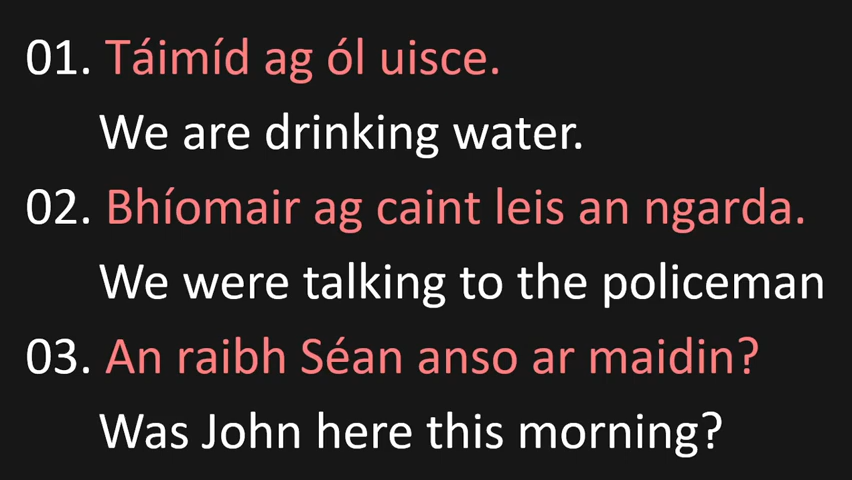 01. Táimíd ag ól uisce.
We are drinking water.
02. Bhíomair ag caint leis an ngarda.
We were talking to the policeman
03. An raibh Séan anso ar maidin?
Was John here this morning?